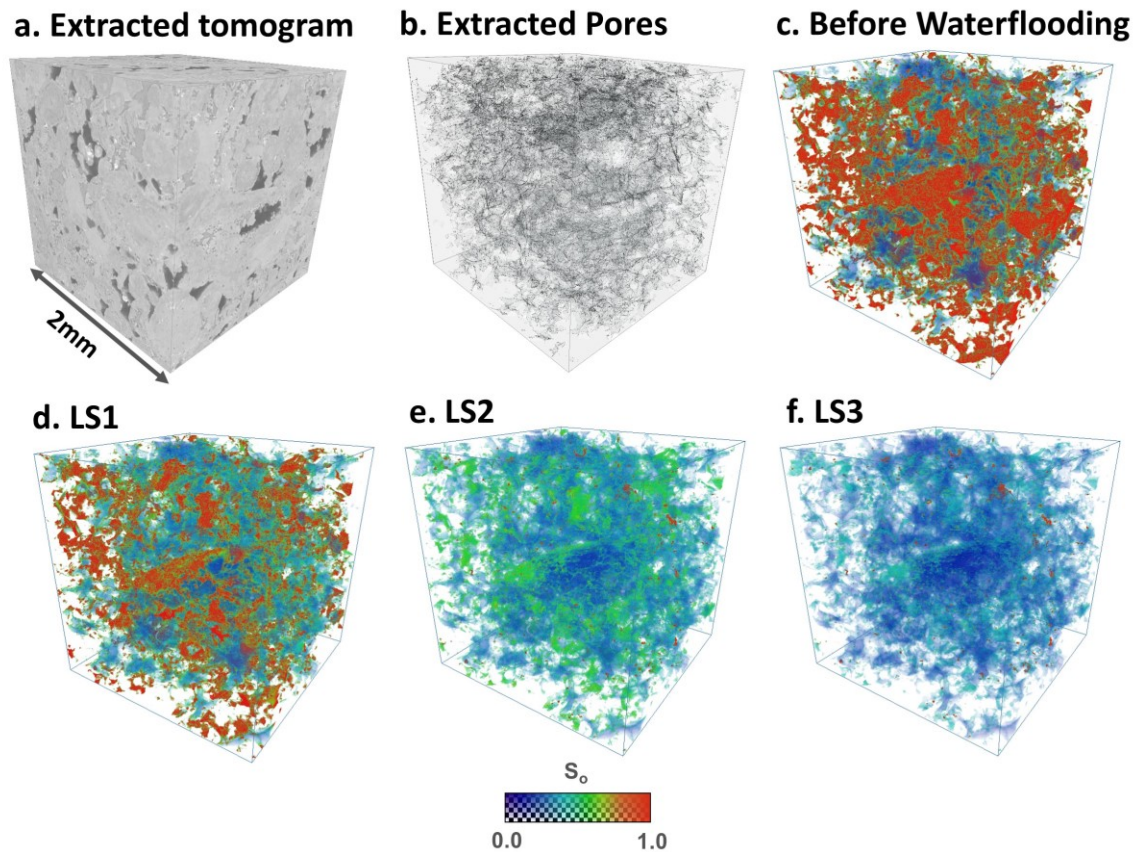 a. Extracted tomogram
b. Extracted Pores
c. Before Waterflooding
2mm
d. LS1
e. LS2
f. LS3
So
0.0
1.0